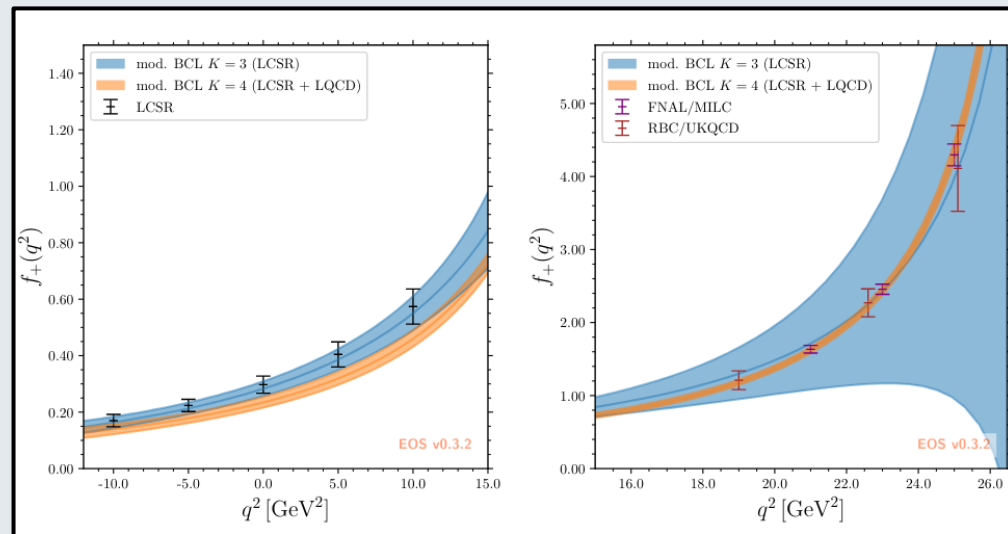 mod. BCL K = 3 (LCSR)
mod. BCL K = 4 (LCSR + LQCD)
LCSR
f₊(q²)
1.40
1.20
1.00
0.80
0.60
0.40
0.20
0.00
-10.0 -5.0 0.0 5.0 10.0 15.0
q² [GeV²]
EOS v0.3.2
mod. BCL K = 3 (LCSR)
mod. BCL K = 4 (LCSR + LQCD)
FNAL/MILC
RBC/UKQCD
f₊(q²)
5.00
4.00
3.00
2.00
1.00
0.00
16.0 18.0 20.0 22.0 24.0 26.0
q² [GeV²]
EOS v0.3.2